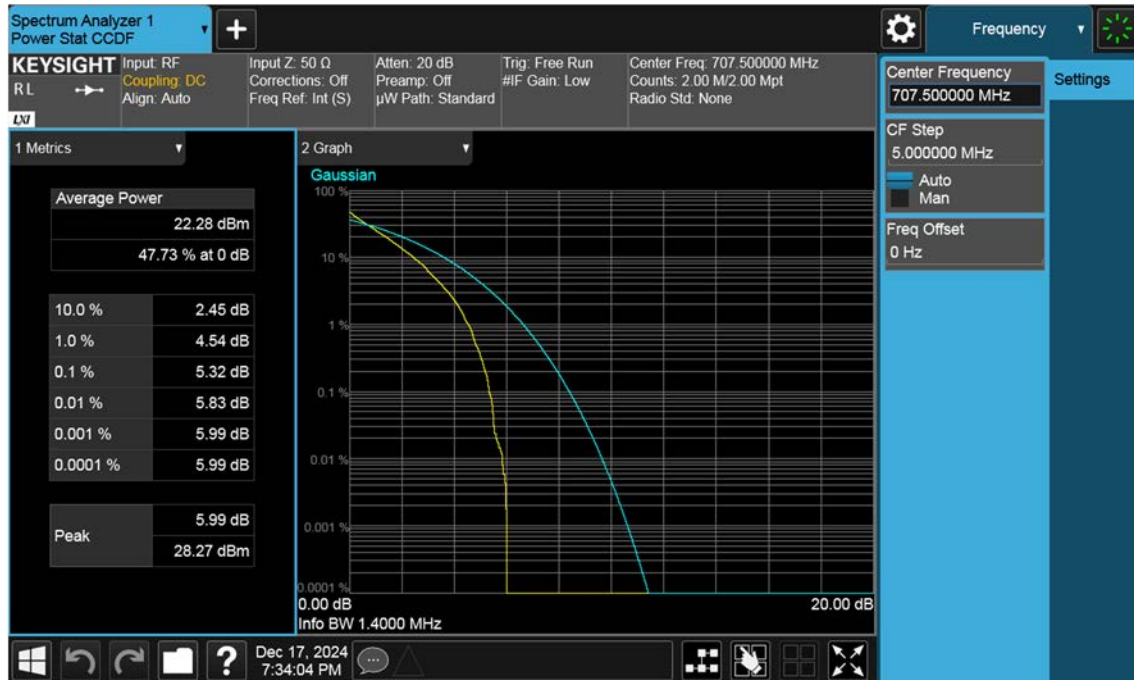 Spectrum Analyzer 1
Power Stat CCDF
Frequency
KEYSIGHT
RL
LXI
Input: RF
Coupling: DC
Align: Auto
Input Z: 50 Ω
Corrections: Off
Freq Ref: Int (S)
Atten: 20 dB
Preamp: Off
µW Path: Standard
Trig: Free Run
#IF Gain: Low
Center Freq: 707.500000 MHz
Counts: 2.00 M/2.00 Mpt
Radio Std: None
Center Frequency
707.500000 MHz
Settings
CF Step
5.000000 MHz
Auto
Man
Freq Offset
0 Hz
1 Metrics
Average Power
22.28 dBm
47.73 % at 0 dB
10.0 % 2.45 dB
1.0 % 4.54 dB
0.1 % 5.32 dB
0.01 % 5.83 dB
0.001 % 5.99 dB
0.0001 % 5.99 dB
Peak
5.99 dB
28.27 dBm
2 Graph
Gaussian
100 %
10 %
1 %
0.1 %
0.01 %
0.001 %
0.0001 %
0.00 dB 20.00 dB
Info BW 1.4000 MHz
?
Dec 17, 2024
7:34:04 PM